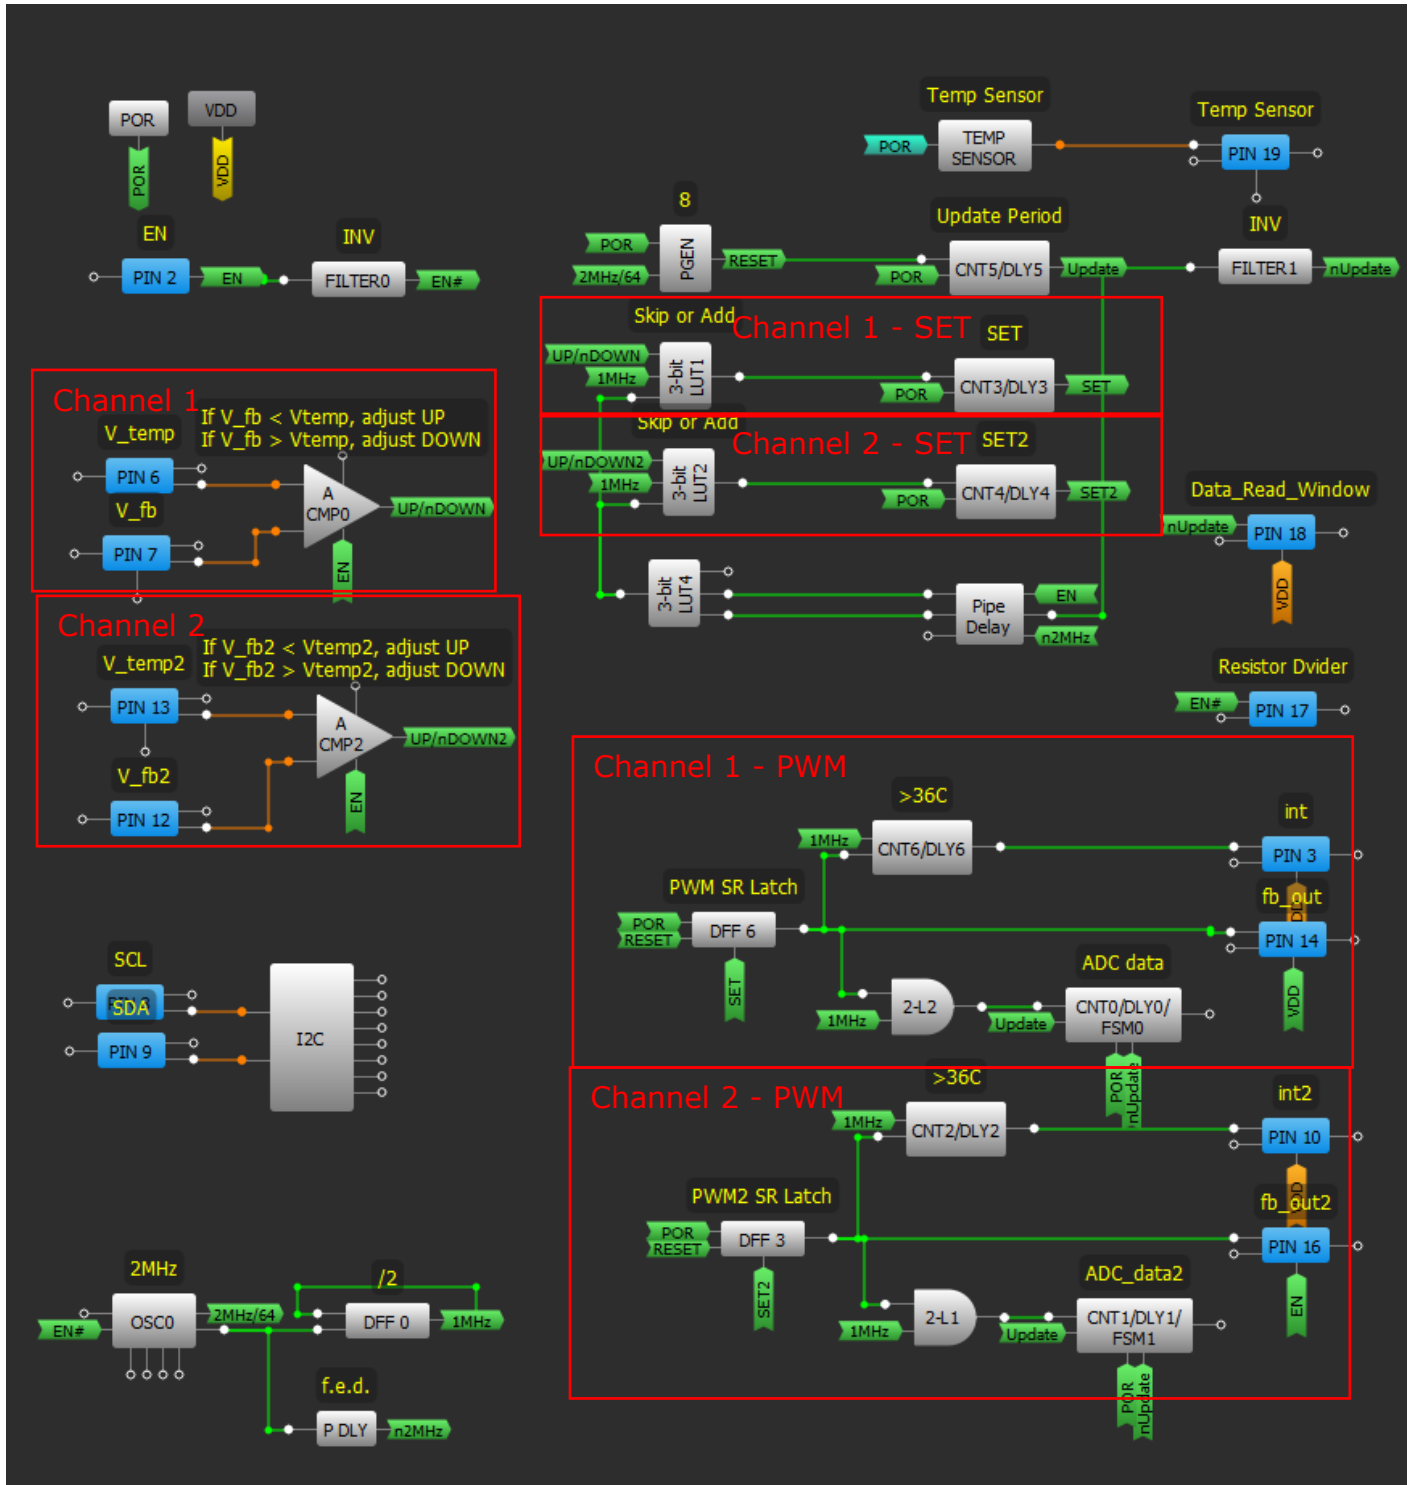 POR
VDD
POR
VDD
EN
PIN 2
EN
INV
FILTER0
EN#
Temp Sensor
POR
TEMP
SENSOR
Temp Sensor
PIN 19
8
POR
2MHz/64
PGEN
RESET
Update Period
POR
CNT5/DLY5
Update
INV
FILTER1
nUpdate
Channel 1 - SET
Skip or Add
UP/nDOWN
1MHz
3-bit
LUT1
SET
POR
CNT3/DLY3
SET
Channel 2 - SET
Skip or Add
UP/nDOWN2
1MHz
3-bit
LUT2
SET2
POR
CNT4/DLY4
SET2
3-bit
LUT4
Pipe
Delay
EN
n2MHz
Data_Read_Window
nUpdate
PIN 18
VDD
Resistor Dvider
EN#
PIN 17
Channel 1
If V_fb < Vtemp, adjust UP
If V_fb > Vtemp, adjust DOWN
V_temp
PIN 6
V_fb
PIN 7
A
CMP0
UP/nDOWN
EN
Channel 2
If V_fb2 < Vtemp2, adjust UP
If V_fb2 > Vtemp2, adjust DOWN
V_temp2
PIN 13
V_fb2
PIN 12
A
CMP2
UP/nDOWN2
EN
Channel 1 - PWM
>36C
1MHz
CNT6/DLY6
int
PIN 3
PWM SR Latch
POR
RESET
DFF 6
SET
fb_out
PIN 14
VDD
1MHz
2-L2
ADC data
Update
CNT0/DLY0/
FSM0
POR
nUpdate
Channel 2 - PWM
>36C
1MHz
CNT2/DLY2
int2
PIN 10
VDD
PWM2 SR Latch
POR
RESET
DFF 3
SET2
fb_out2
PIN 16
EN
1MHz
2-L1
ADC_data2
Update
CNT1/DLY1/
FSM1
POR
nUpdate
SCL
SDA
PIN 9
I2C
2MHz
EN#
OSC0
2MHz/64
/2
DFF 0
1MHz
f.e.d.
P DLY
n2MHz